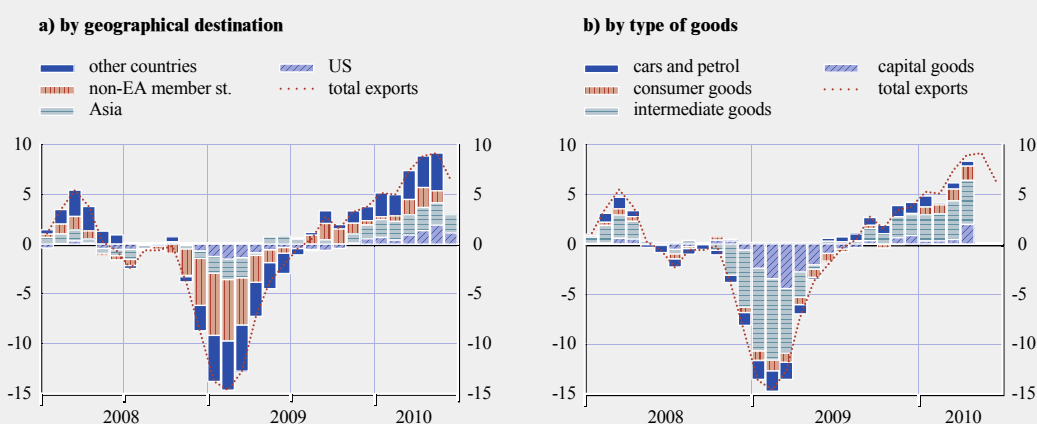 a) by geographical destination
other countries
US
non-EA member st.
total exports
Asia
10 10
5 5
0 0
-5 -5
-10 -10
-15 -15
2008 2009 2010
b) by type of goods
cars and petrol
capital goods
consumer goods
total exports
intermediate goods
10 10
5 5
0 0
-5 -5
-10 -10
-15 -15
2008 2009 2010